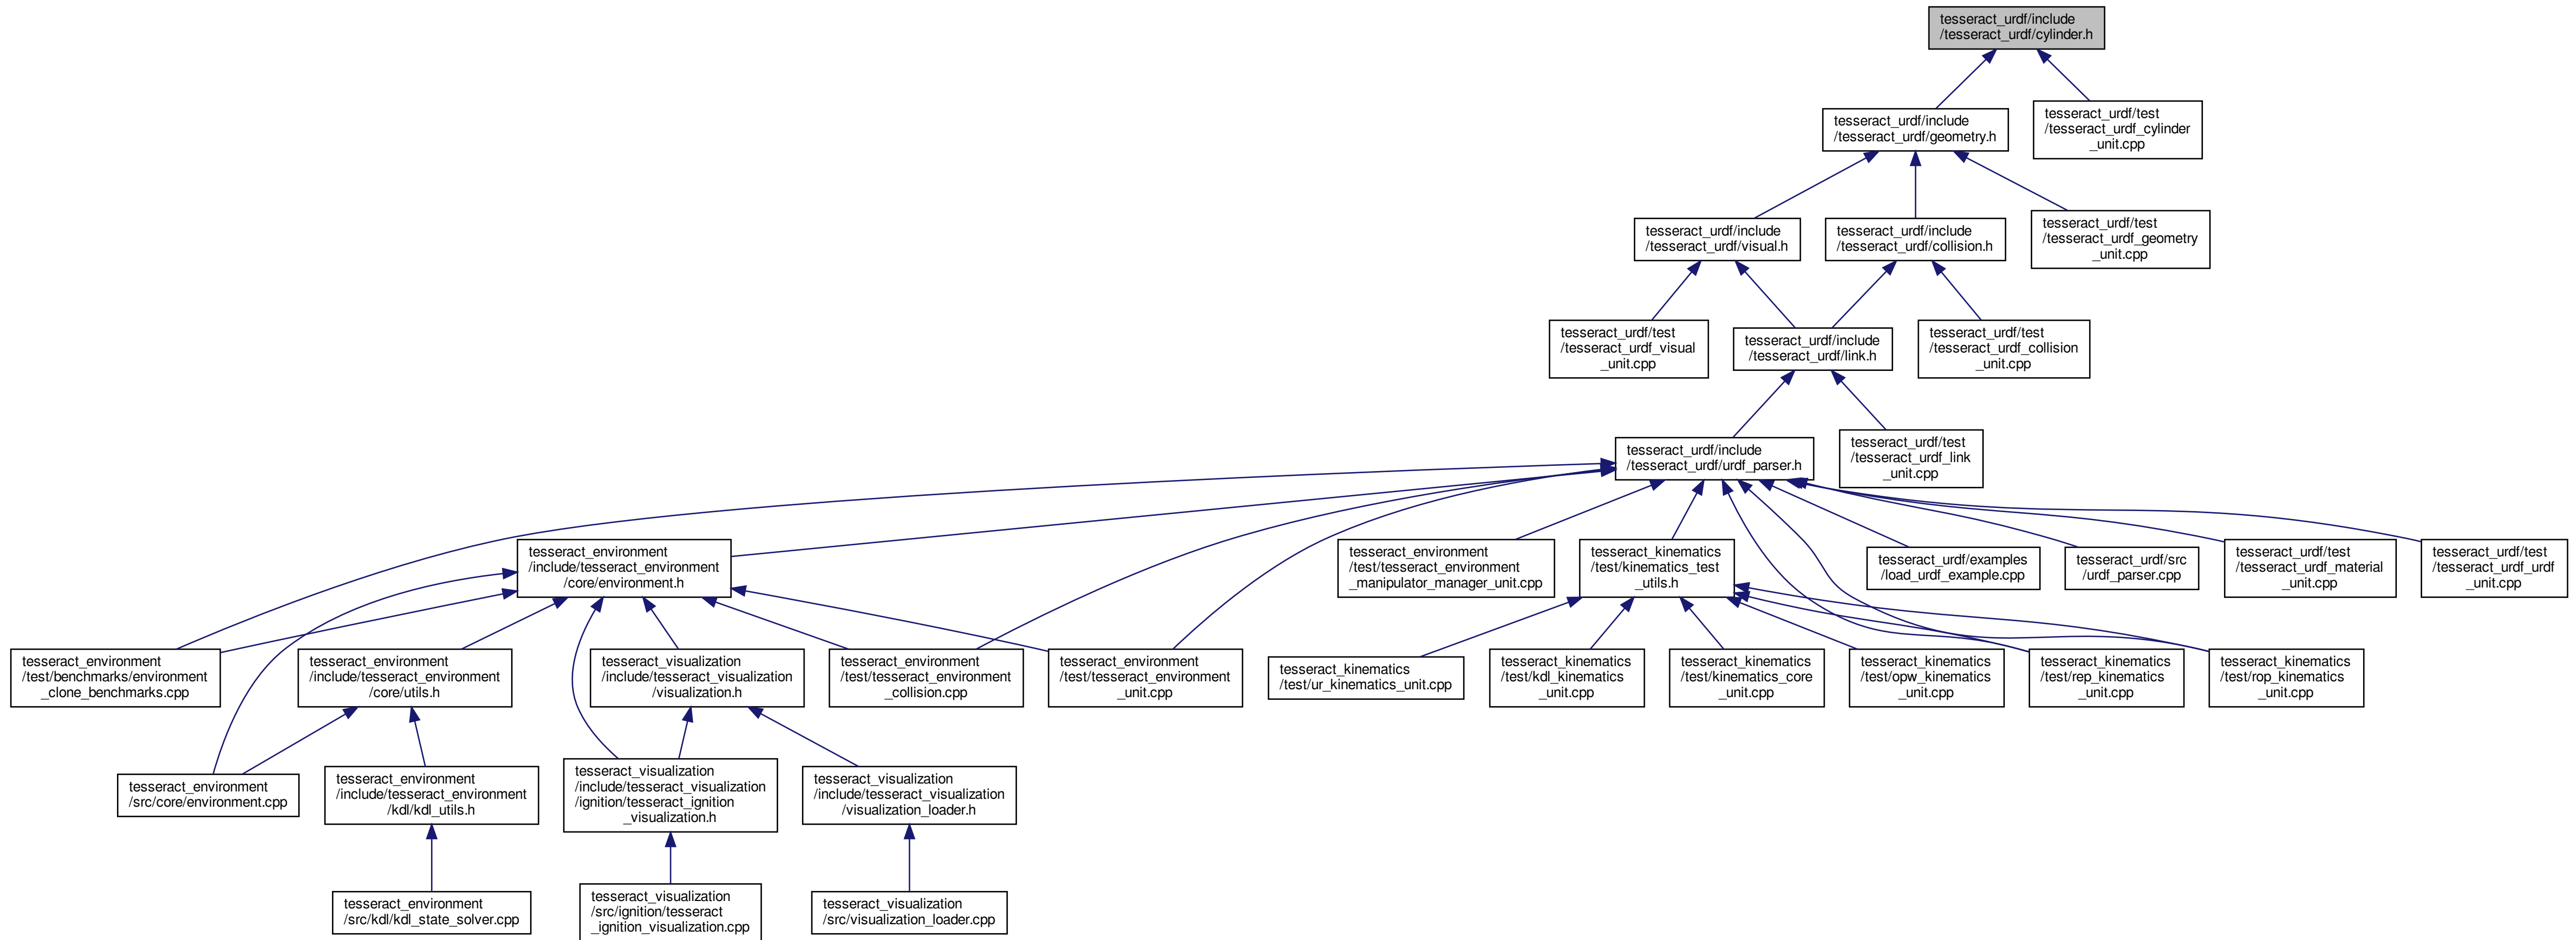 tesseract_urdf/include
/tesseract_urdf/cylinder.h
tesseract_urdf/include
/tesseract_urdf/geometry.h
tesseract_urdf/test
/tesseract_urdf_cylinder
_unit.cpp
tesseract_urdf/include
/tesseract_urdf/visual.h
tesseract_urdf/include
/tesseract_urdf/collision.h
tesseract_urdf/test
/tesseract_urdf_geometry
_unit.cpp
tesseract_urdf/test
/tesseract_urdf_visual
_unit.cpp
tesseract_urdf/include
/tesseract_urdf/link.h
tesseract_urdf/test
/tesseract_urdf_collision
_unit.cpp
tesseract_urdf/include
/tesseract_urdf/urdf_parser.h
tesseract_urdf/test
/tesseract_urdf_link
_unit.cpp
tesseract_environment
/include/tesseract_environment
/core/environment.h
tesseract_environment
/test/tesseract_environment
_manipulator_manager_unit.cpp
tesseract_kinematics
/test/kinematics_test
_utils.h
tesseract_urdf/examples
/load_urdf_example.cpp
tesseract_urdf/src
/urdf_parser.cpp
tesseract_urdf/test
/tesseract_urdf_material
_unit.cpp
tesseract_urdf/test
/tesseract_urdf_urdf
_unit.cpp
tesseract_environment
/test/benchmarks/environment
_clone_benchmarks.cpp
tesseract_environment
/include/tesseract_environment
/core/utils.h
tesseract_visualization
/include/tesseract_visualization
/visualization.h
tesseract_environment
/test/tesseract_environment
_collision.cpp
tesseract_environment
/test/tesseract_environment
_unit.cpp
tesseract_kinematics
/test/ur_kinematics_unit.cpp
tesseract_kinematics
/test/kdl_kinematics
_unit.cpp
tesseract_kinematics
/test/kinematics_core
_unit.cpp
tesseract_kinematics
/test/opw_kinematics
_unit.cpp
tesseract_kinematics
/test/rep_kinematics
_unit.cpp
tesseract_kinematics
/test/rop_kinematics
_unit.cpp
tesseract_environment
/src/core/environment.cpp
tesseract_environment
/include/tesseract_environment
/kdl/kdl_utils.h
tesseract_visualization
/include/tesseract_visualization
/ignition/tesseract_ignition
_visualization.h
tesseract_visualization
/include/tesseract_visualization
/visualization_loader.h
tesseract_environment
/src/kdl/kdl_state_solver.cpp
tesseract_visualization
/src/ignition/tesseract
_ignition_visualization.cpp
tesseract_visualization
/src/visualization_loader.cpp